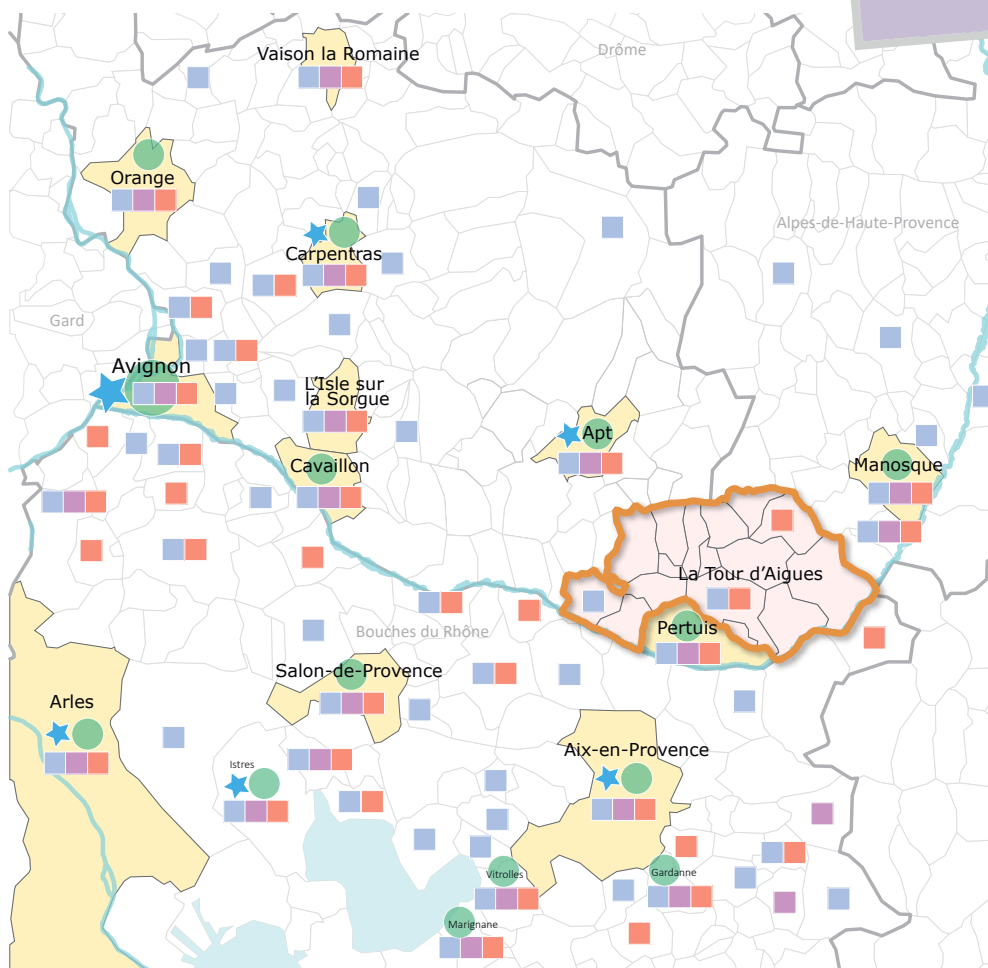 Drôme
Vaison la Romaine
Orange
Alpes-de-Haute-Provence
Carpentras
Gard
Avignon
L'Isle sur
la Sorgue
Apt
Cavaillon
Manosque
La Tour d'Aigues
Pertuis
Bouches du Rhône
Salon-de-Provence
Arles
Aix-en-Provence
Istres
Vitrolles
Gardanne
Marignane